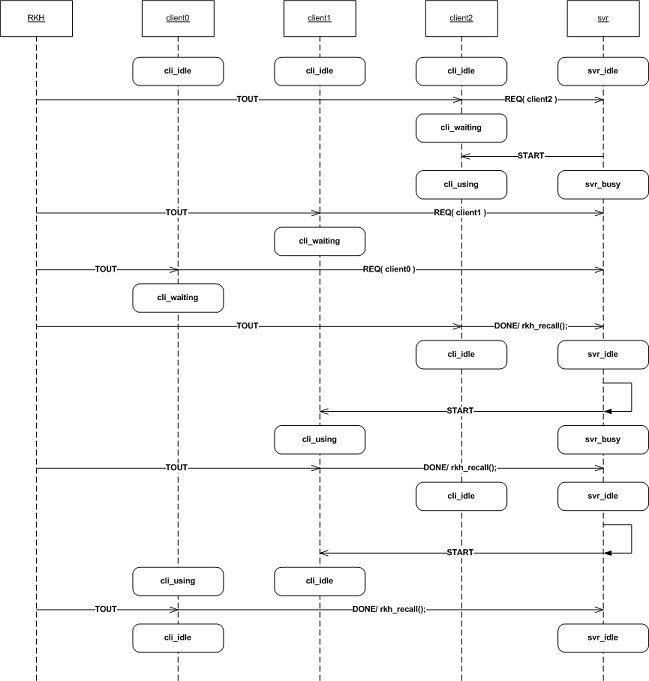 RKH client0 client1 client2 svr
cli_idle cli_idle cli_idle svr_idle
TOUT REQ( client2 )
cli_waiting
START
cli_using svr_busy
TOUT REQ( client1 )
cli_waiting
TOUT REQ( client0 )
cli_waiting
TOUT DONE/ rkh_recall();
cli_idle svr_idle
START
cli_using svr_busy
TOUT DONE/ rkh_recall();
cli_idle svr_idle
START
cli_using cli_idle
TOUT DONE/ rkh_recall();
cli_idle svr_idle